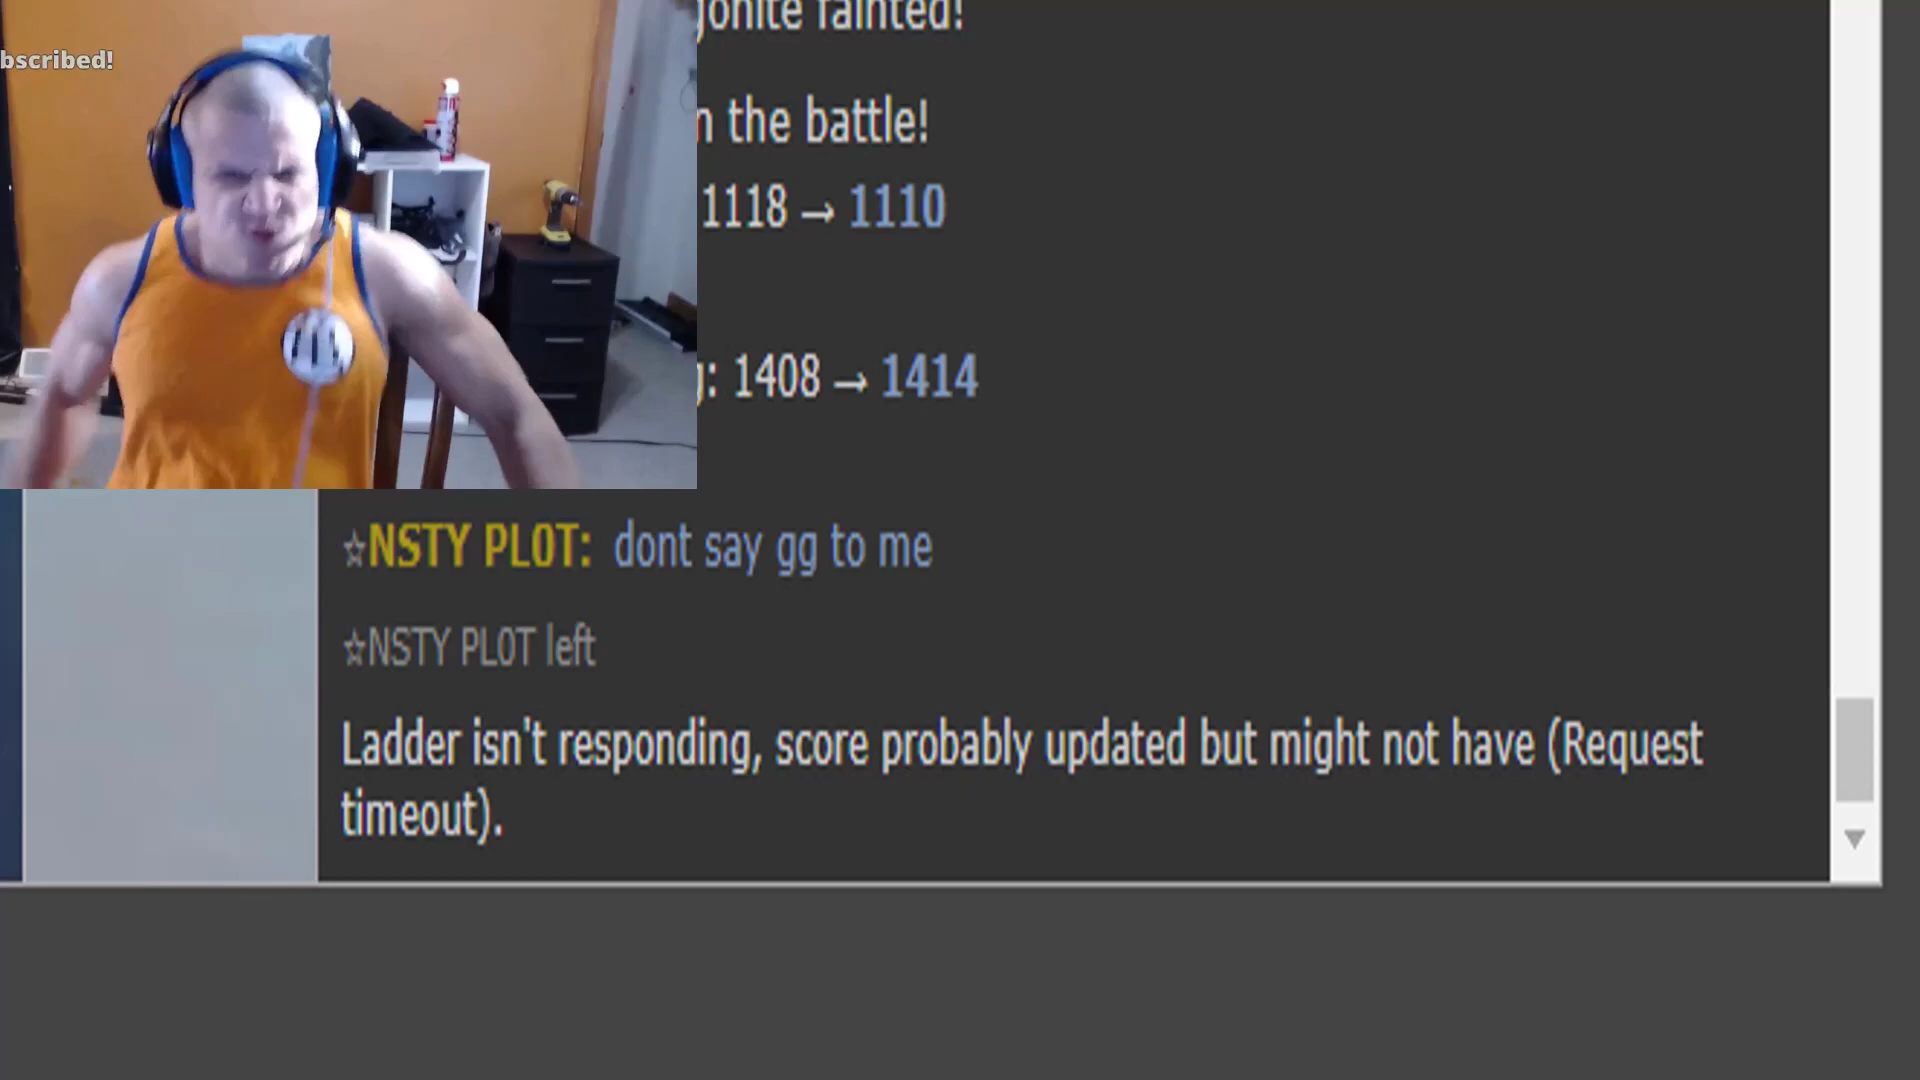 bscribed!
gonite fainted!
n the battle!
1118 → 1110
g: 1408 → 1414
☆NSTY PLOT: dont say gg to me
☆NSTY PLOT left
Ladder isn't responding, score probably updated but might not have (Request
timeout).